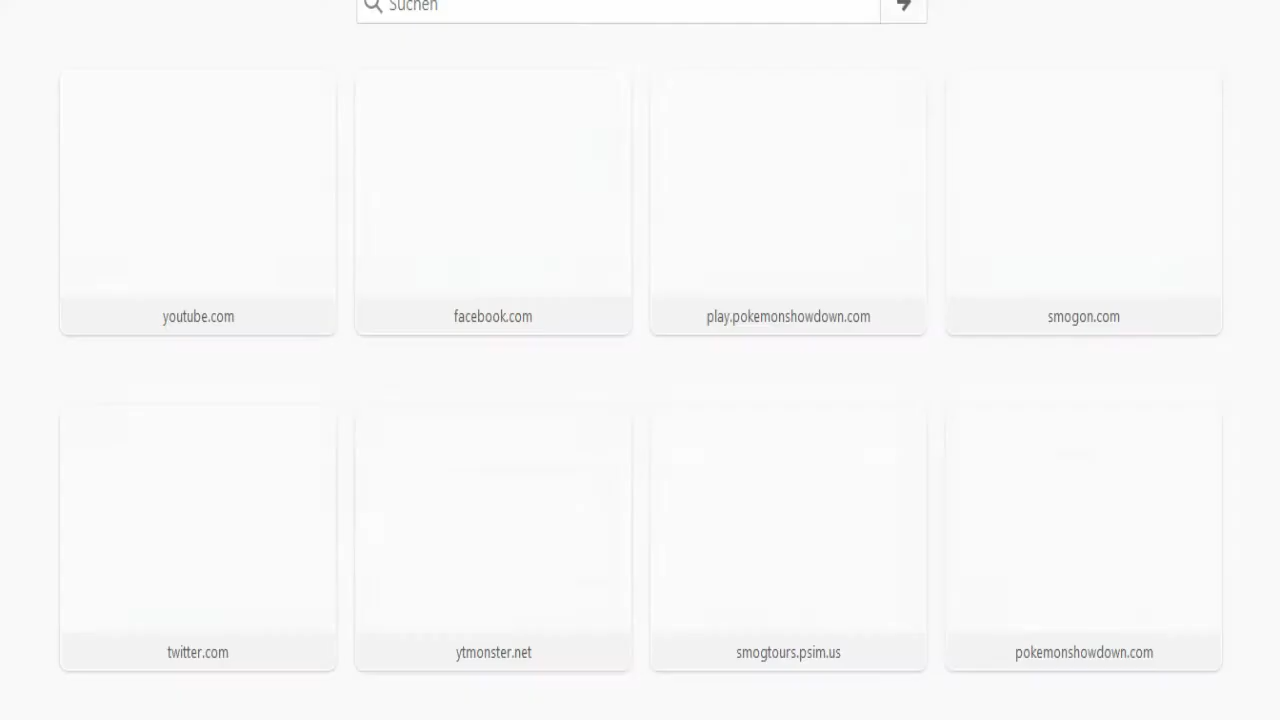 Suchen
youtube.com
facebook.com
play.pokemonshowdown.com
smogon.com
twitter.com
ytmonster.net
smogtours.psim.us
pokemonshowdown.com